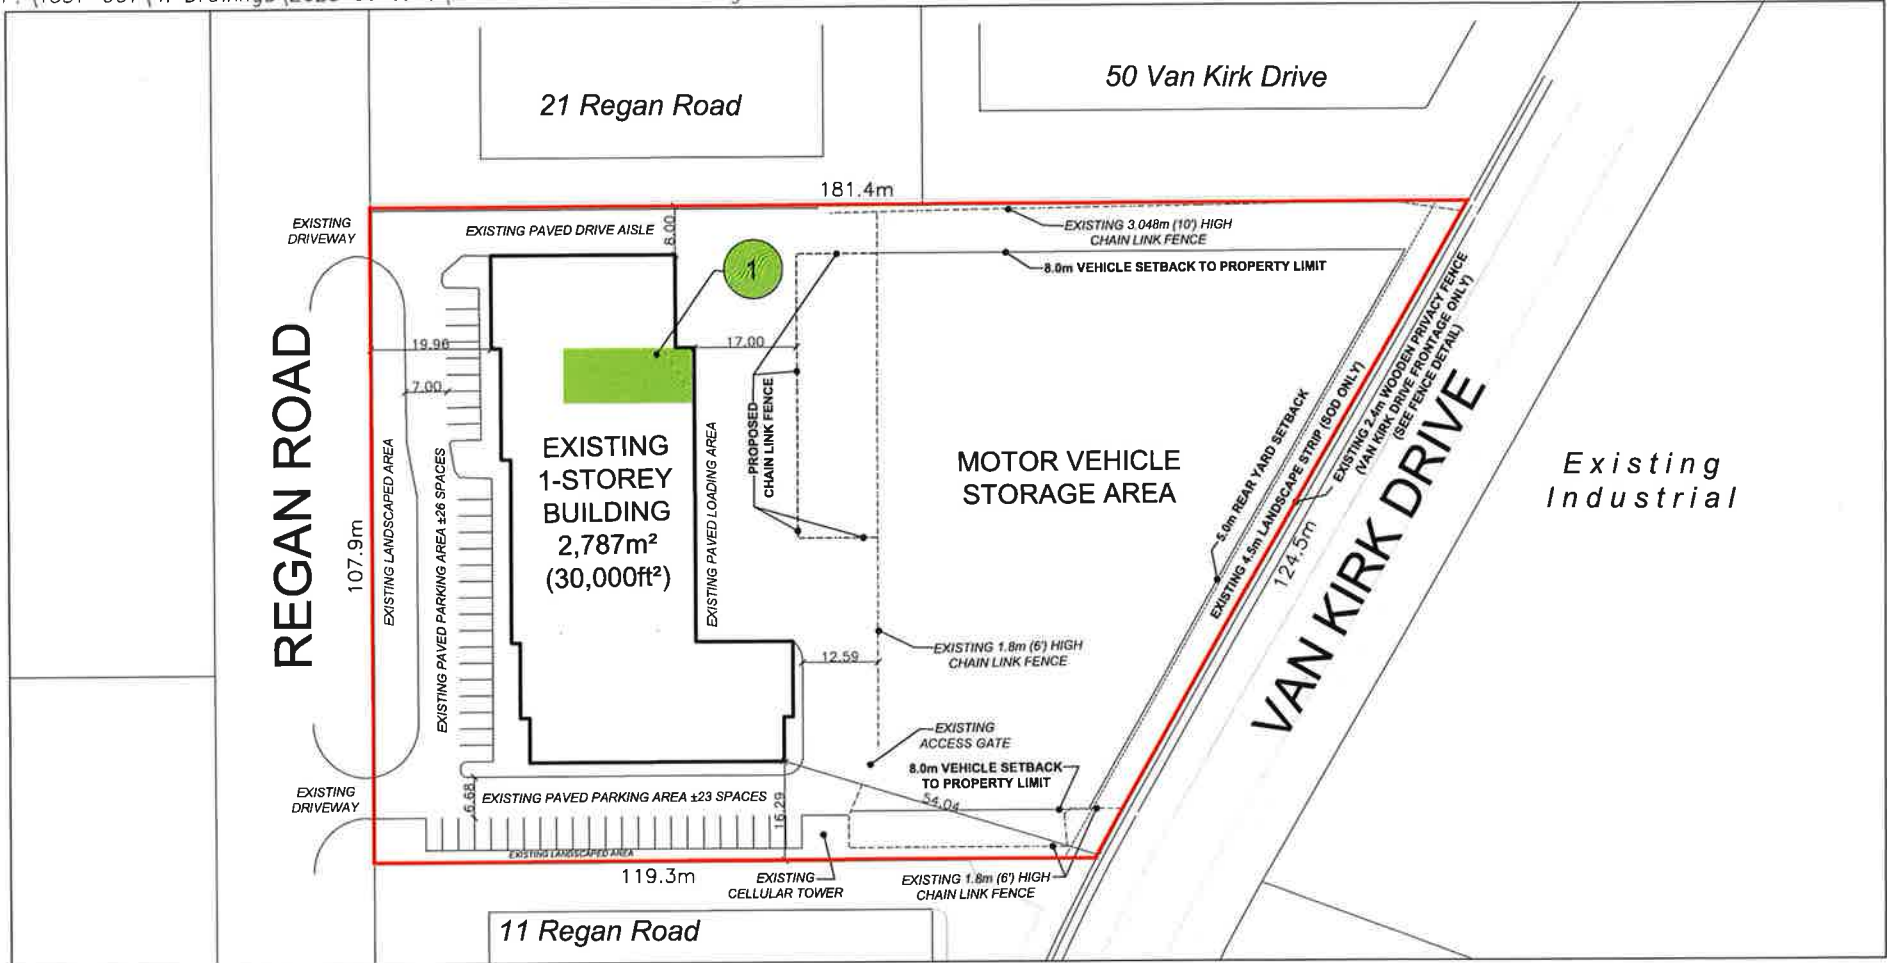 21 Regan Road
50 Van Kirk Drive
181.4m
EXISTING
DRIVEWAY
EXISTING PAVED DRIVE AISLE
8.00
EXISTING 3.048m (10') HIGH
CHAIN LINK FENCE
1
8.0m VEHICLE SETBACK TO PROPERTY LIMIT
REGAN ROAD
107.9m
19.96
7.00
17.00
EXISTING LANDSCAPED AREA
EXISTING PAVED PARKING AREA ±26 SPACES
EXISTING
1-STOREY
BUILDING
2,787m²
(30,000ft²)
EXISTING PAVED LOADING AREA
PROPOSED
CHAIN LINK FENCE
MOTOR VEHICLE
STORAGE AREA
5.0m REAR YARD SETBACK
EXISTING 4.5m LANDSCAPE STRIP (SOD ONLY)
EXISTING 2.4m WOODEN PRIVACY FENCE
(VAN KIRK DRIVE FRONTAGE ONLY)
(SEE FENCE DETAIL)
124.5m
VAN KIRK DRIVE
Existing
Industrial
12.59
EXISTING 1.8m (6') HIGH
CHAIN LINK FENCE
EXISTING
ACCESS GATE
8.0m VEHICLE SETBACK
TO PROPERTY LIMIT
54.04
EXISTING
DRIVEWAY
6.68
EXISTING PAVED PARKING AREA ±23 SPACES
16.29
EXISTING LANDSCAPED AREA
119.3m
EXISTING
CELLULAR TOWER
EXISTING 1.8m (6') HIGH
CHAIN LINK FENCE
11 Regan Road